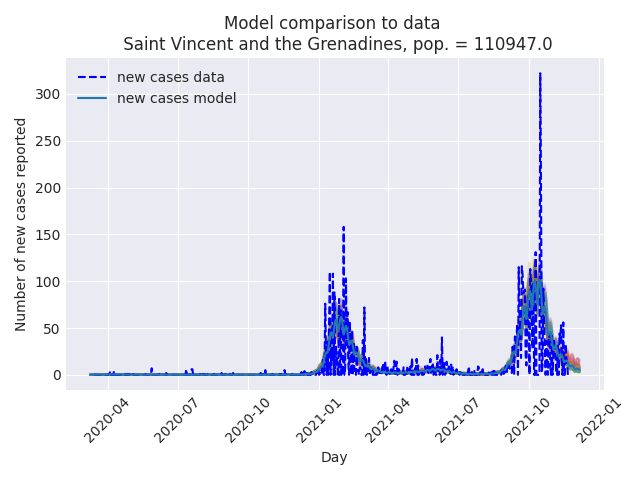 Model comparison to data
Saint Vincent and the Grenadines, pop. = 110947.0
new cases data
new cases model
Number of new cases reported
300
250
200
150
100
50
0
2020-04
2020-07
2020-10
2021-01
2021-04
2021-07
2021-10
2022-01
Day